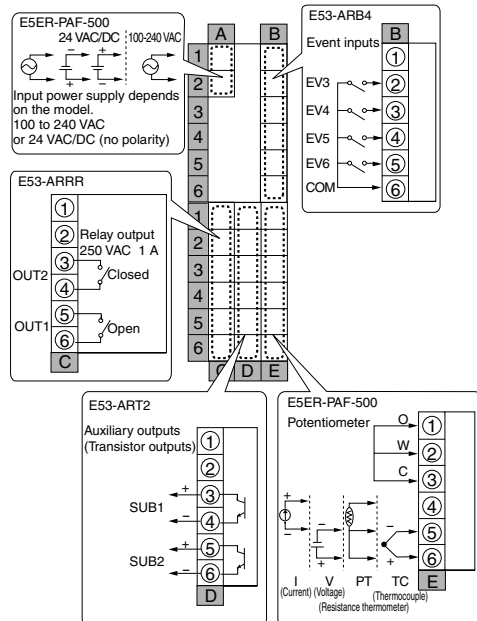 E5ER-PAF-500
24 VAC/DC 100-240 VAC
− + 
+ −
Input power supply depends
on the model.
100 to 240 VAC
or 24 VAC/DC (no polarity)
A B
1
2
3
4
5
6
1
2
3
4
5
6
C D E
E53-ARB4
Event inputs
B
1
EV3 2
EV4 3
EV5 4
EV6 5
COM 6
E53-ARRR
1
2
Relay output
250 VAC 1 A
OUT2
3
4
Closed
OUT1
5
6
Open
C
E53-ART2
Auxiliary outputs
(Transistor outputs)
1
2
SUB1
+ 3
− 4
SUB2
+ 5
− 6
D
E5ER-PAF-500
Potentiometer
O 1
W 2
C 3
4
− 5
+ 6
E
+ −
− +
I V PT TC
(Current) (Voltage) (Thermocouple)
(Resistance thermometer)